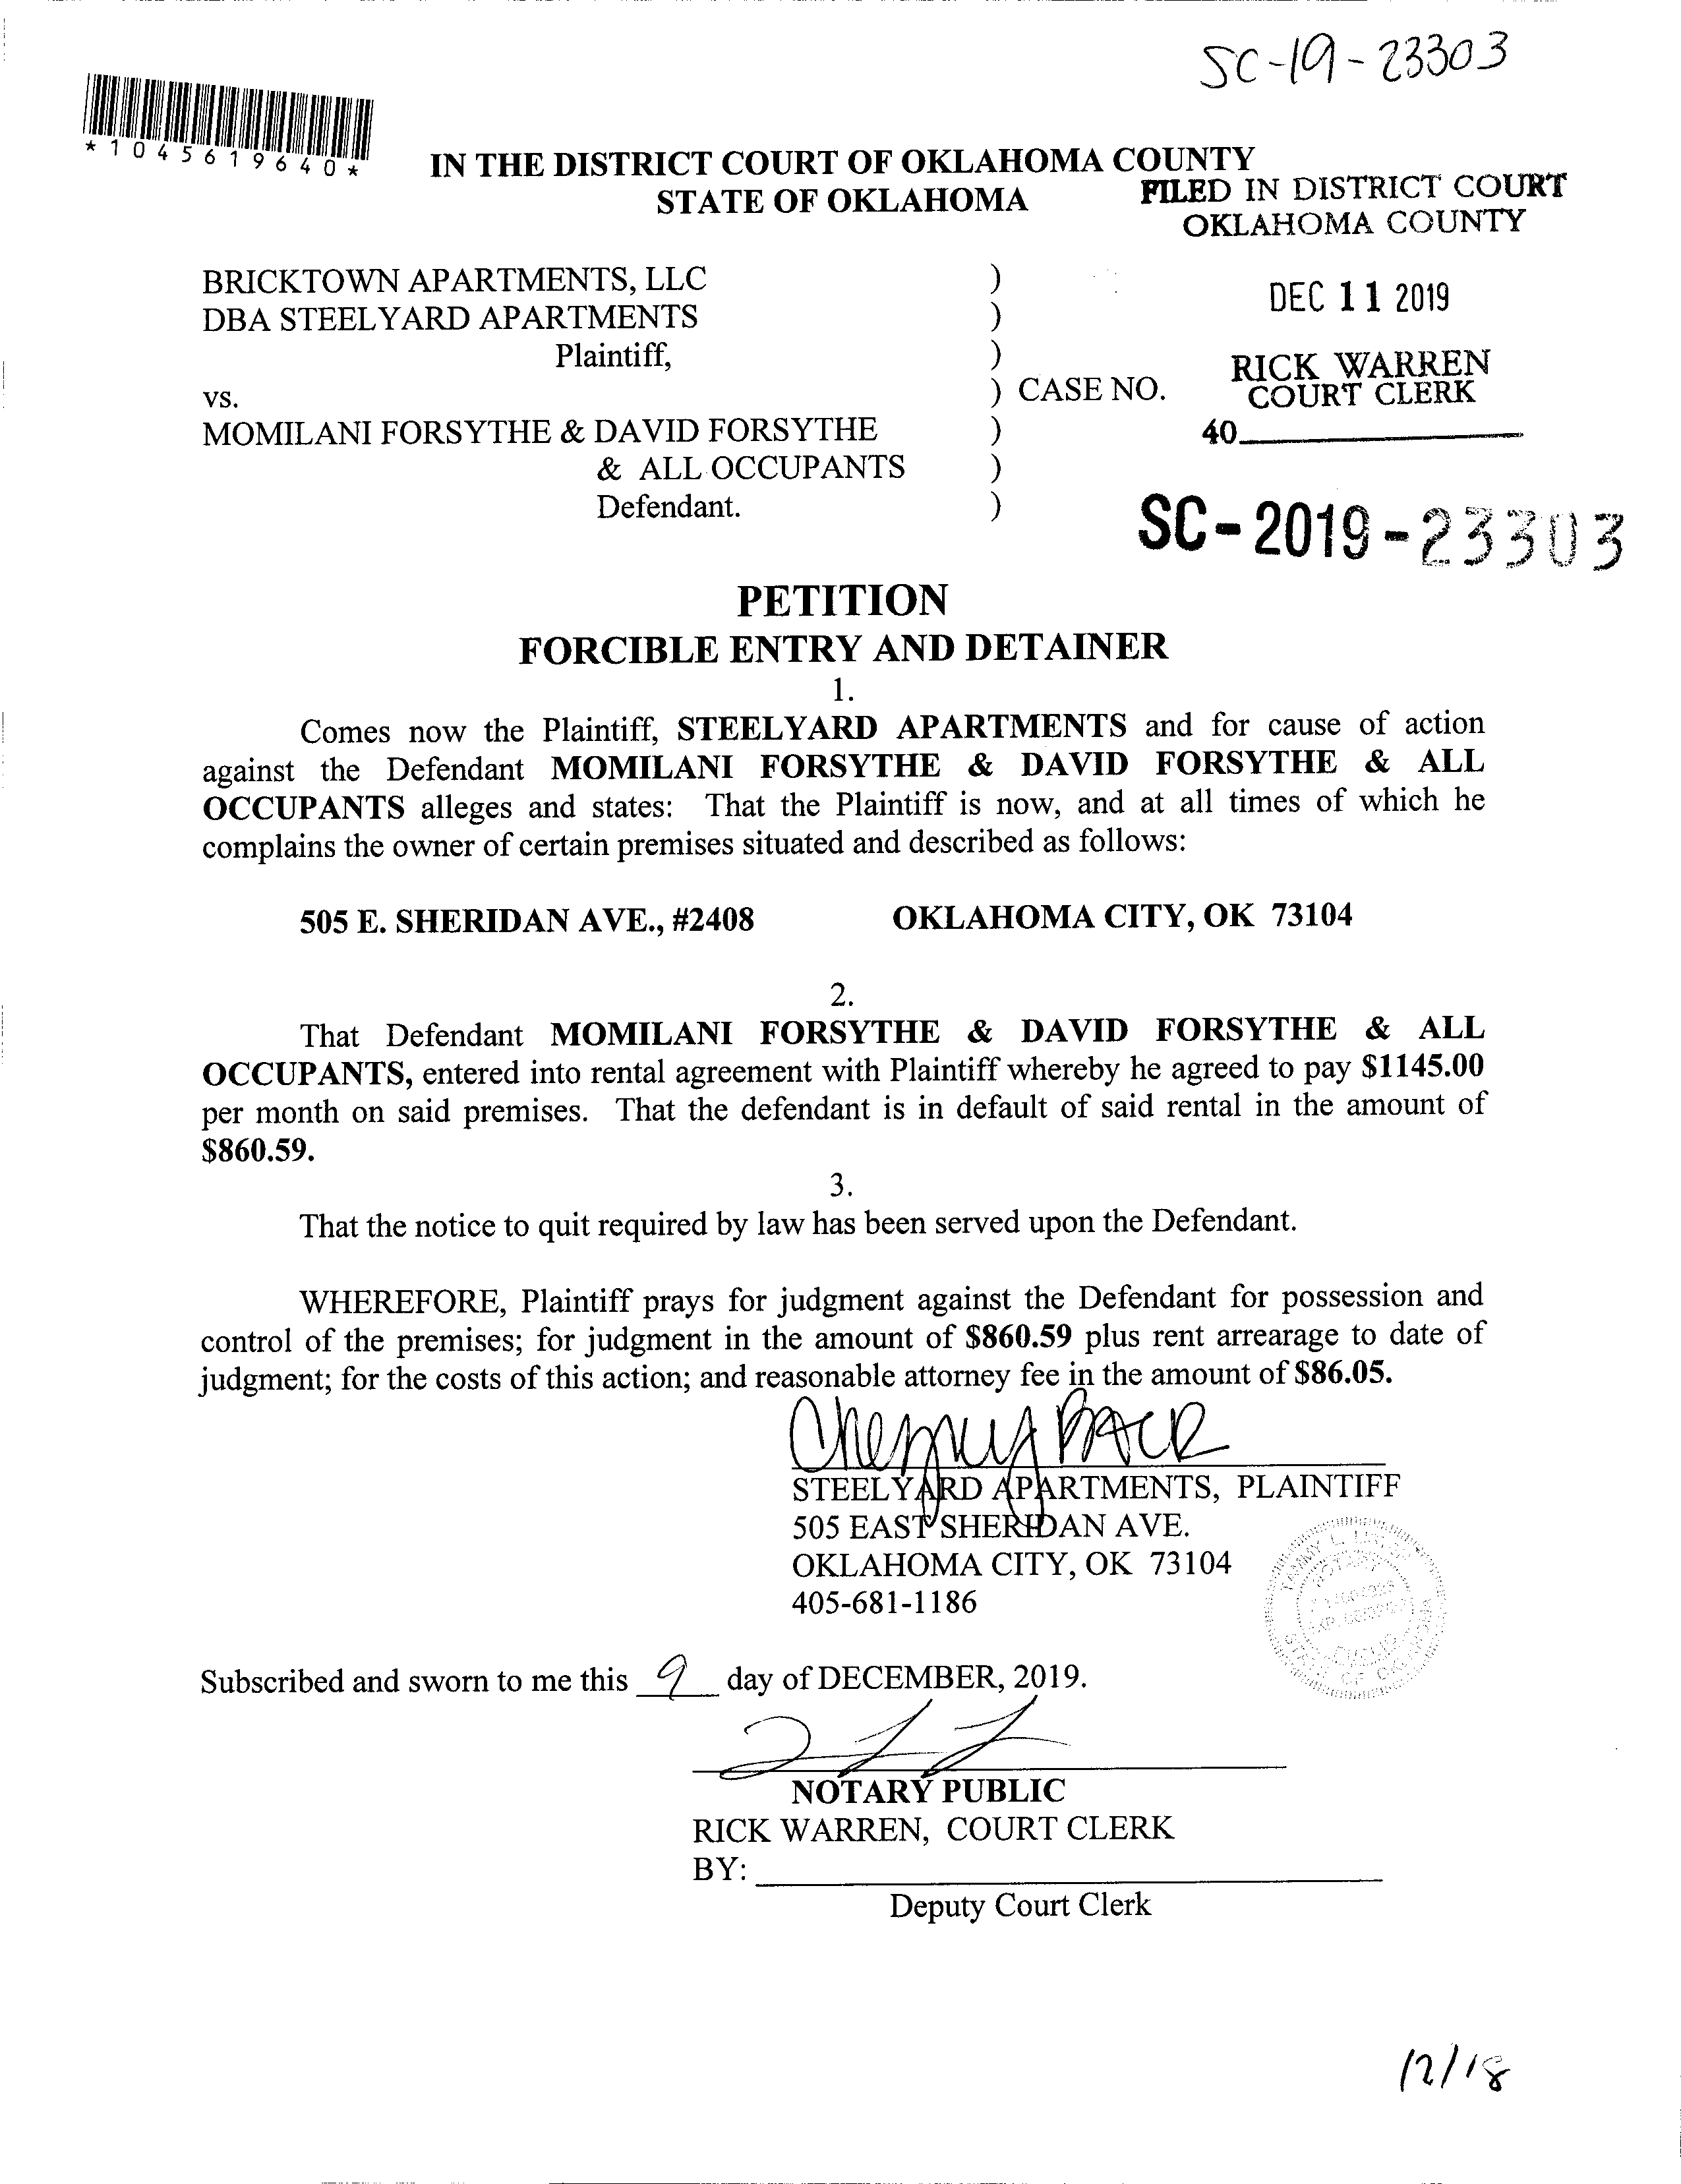 SC-19-23303
*1045619640*
IN THE DISTRICT COURT OF OKLAHOMA COUNTY
STATE OF OKLAHOMA
FILED IN DISTRICT COURT
OKLAHOMA COUNTY
BRICKTOWN APARTMENTS, LLC )
DBA STEELYARD APARTMENTS )
DEC 11 2019
Plaintiff, )
vs. ) CASE NO.
RICK WARREN
COURT CLERK
MOMILANI FORSYTHE & DAVID FORSYTHE )
40
& ALL OCCUPANTS )
Defendant. )
SC-2019-23303
PETITION
FORCIBLE ENTRY AND DETAINER
1.
Comes now the Plaintiff, STEELYARD APARTMENTS and for cause of action
against the Defendant MOMILANI FORSYTHE & DAVID FORSYTHE & ALL
OCCUPANTS alleges and states: That the Plaintiff is now, and at all times of which he
complains the owner of certain premises situated and described as follows:
505 E. SHERIDAN AVE., #2408 OKLAHOMA CITY, OK 73104
2.
That Defendant MOMILANI FORSYTHE & DAVID FORSYTHE & ALL
OCCUPANTS, entered into rental agreement with Plaintiff whereby he agreed to pay $1145.00
per month on said premises. That the defendant is in default of said rental in the amount of
$860.59.
3.
That the notice to quit required by law has been served upon the Defendant.
WHEREFORE, Plaintiff prays for judgment against the Defendant for possession and
control of the premises; for judgment in the amount of $860.59 plus rent arrearage to date of
judgment; for the costs of this action; and reasonable attorney fee in the amount of $86.05.
STEELYARD APARTMENTS, PLAINTIFF
505 EAST SHERIDAN AVE.
OKLAHOMA CITY, OK 73104
405-681-1186
TAMMY L.
NOTARY
PUBLIC
STATE OF OKLAHOMA
Subscribed and sworn to me this 9 day of DECEMBER, 2019.
NOTARY PUBLIC
RICK WARREN, COURT CLERK
BY:
Deputy Court Clerk
12/18